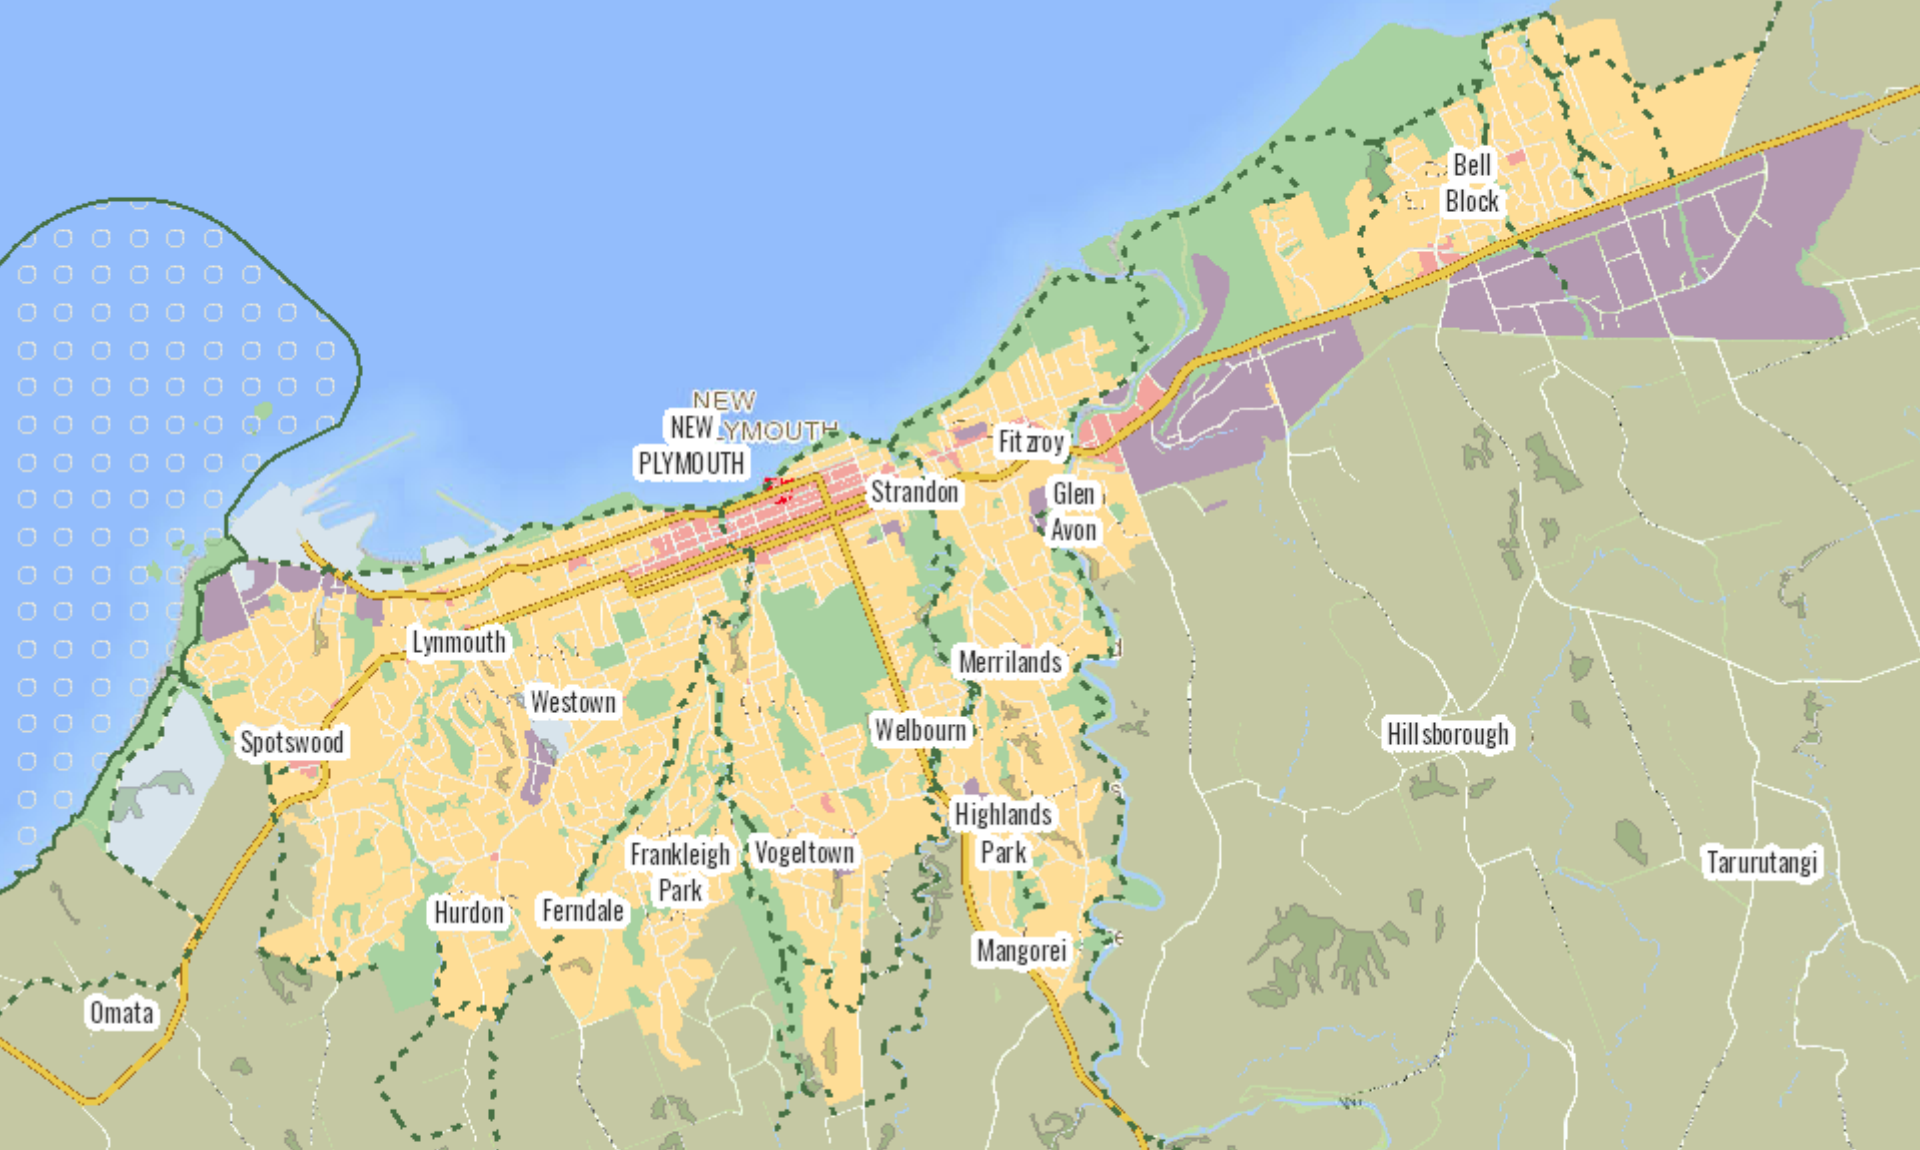 Bell
Block
NEW
NEW
YMOUTH
PLYMOUTH
Fitzroy
Strandon
Glen
Avon
Lynmouth
Merrilands
Westown
Welbourn
Spotswood
Hillsborough
Highlands
Park
Frankleigh
Park
Vogeltown
Tarurutangi
Hurdon
Ferndale
Mangorei
Omata